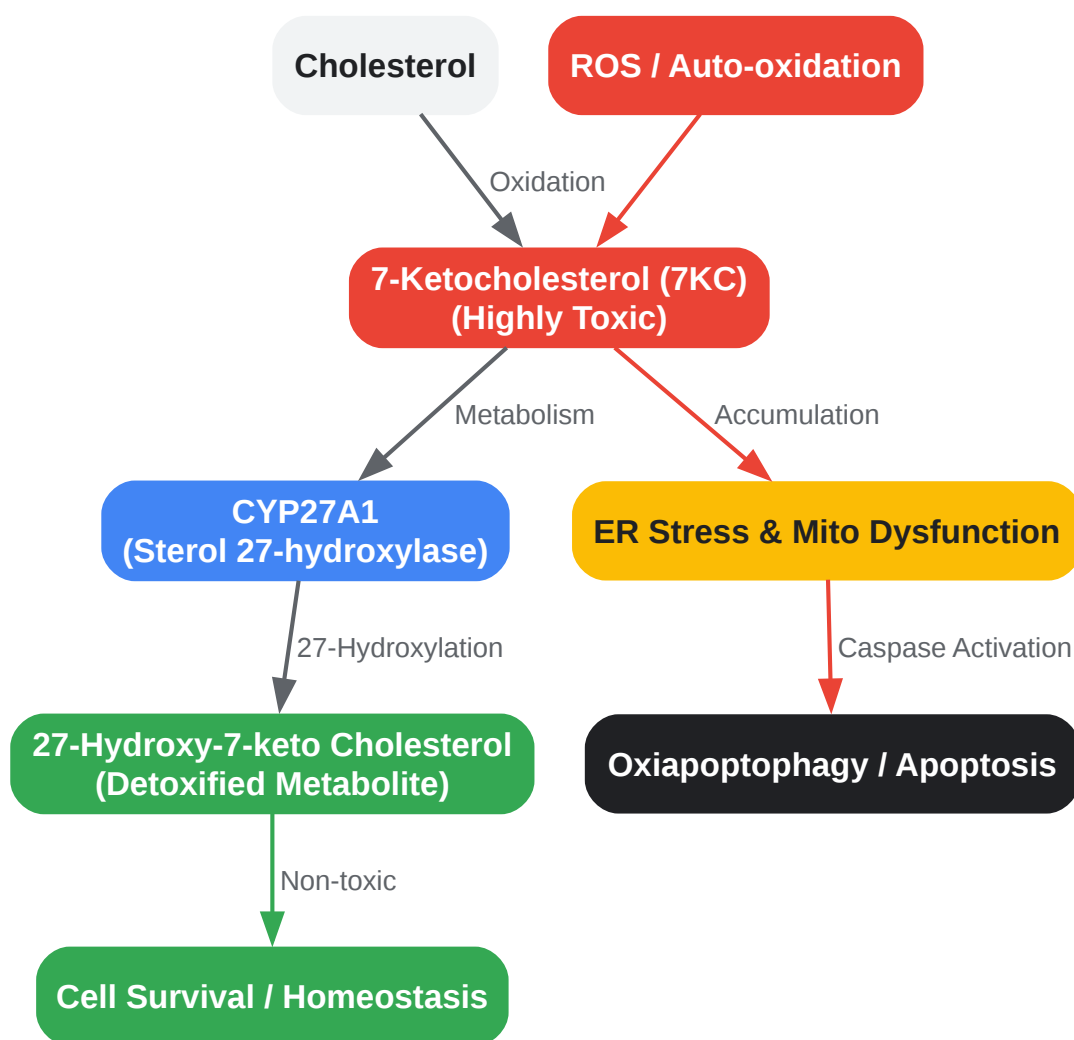 Cholesterol
ROS / Auto-oxidation
Oxidation
7-Ketocholesterol (7KC)
(Highly Toxic)
Metabolism
Accumulation
CYP27A1
(Sterol 27-hydroxylase)
ER Stress & Mito Dysfunction
27-Hydroxylation
Caspase Activation
27-Hydroxy-7-keto Cholesterol
(Detoxified Metabolite)
Oxiapoptophagy / Apoptosis
Non-toxic
Cell Survival / Homeostasis